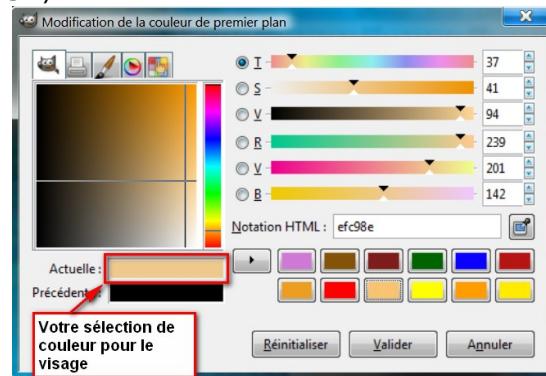 Modification de la couleur de premier plan
T 37
S 41
V 94
R 239
V 201
B 142
Notation HTML : efc98e
Actuelle :
Précédente :
Votre sélection de
couleur pour le
visage
Réinitialiser Valider Annuler